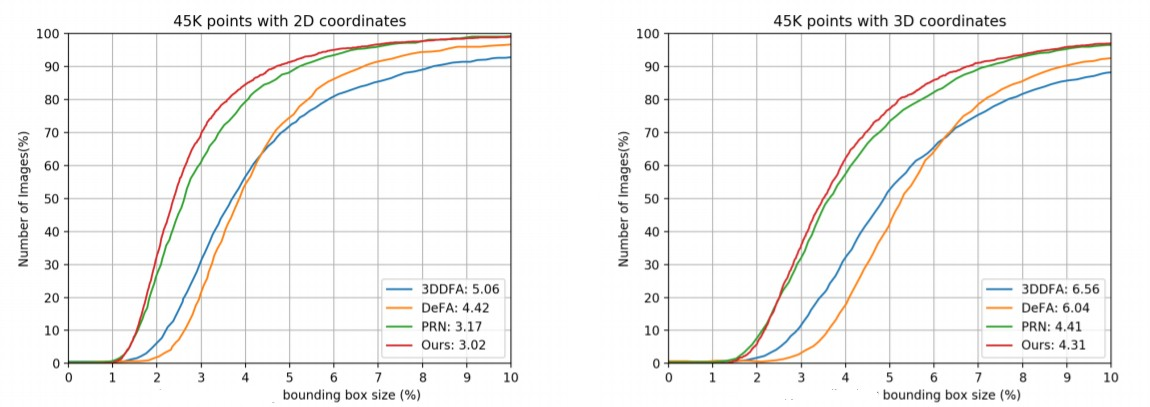 45K points with 2D coordinates
Number of Images(%)
100
90
80
70
60
50
40
30
20
10
0
3DDFA: 5.06
DeFA: 4.42
PRN: 3.17
Ours: 3.02
0 1 2 3 4 5 6 7 8 9 10
bounding box size (%)
45K points with 3D coordinates
Number of Images(%)
100
90
80
70
60
50
40
30
20
10
0
3DDFA: 6.56
DeFA: 6.04
PRN: 4.41
Ours: 4.31
0 1 2 3 4 5 6 7 8 9 10
bounding box size (%)